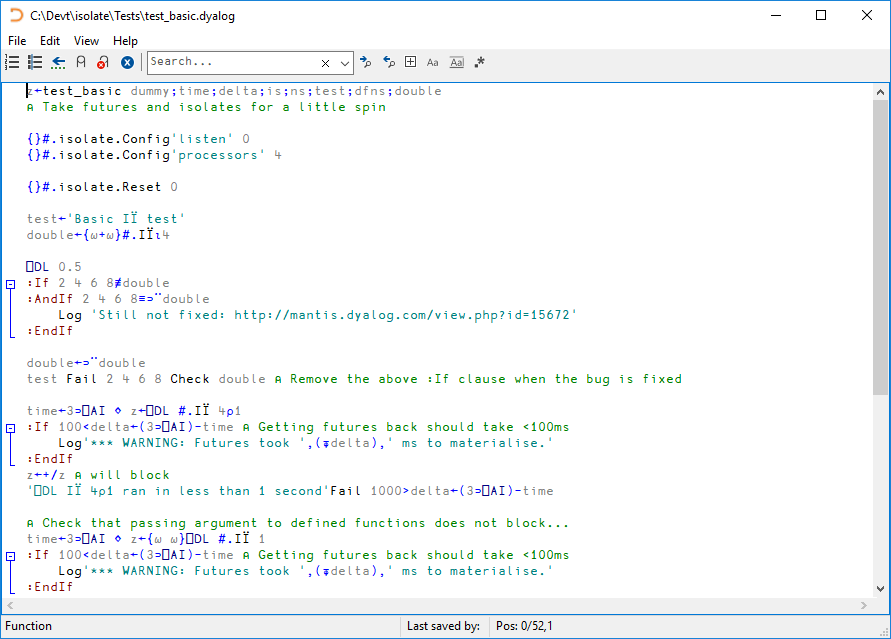 C:\Devt\isolate\Tests\test_basic.dyalog
File Edit View Help
Search...
Aa Aa .*
z←test_basic dummy;time;delta;is;ns;test;dfns;double
⍝ Take futures and isolates for a little spin
{}#.isolate.Config'listen' 0
{}#.isolate.Config'processors' 4
{}#.isolate.Reset 0
test←'Basic IÏ test'
double←{⍵+⍵}#.IÏ⍳4
⎕DL 0.5
:If 2 4 6 8≢double
:AndIf 2 4 6 8≡⊃¨double
Log 'Still not fixed: http://mantis.dyalog.com/view.php?id=15672'
:EndIf
double←⊃¨double
test Fail 2 4 6 8 Check double ⍝ Remove the above :If clause when the bug is fixed
time←3⊃⎕AI ⋄ z←⎕DL #.IÏ 4⍴1
:If 100<delta←(3⊃⎕AI)-time ⍝ Getting futures back should take <100ms
Log'*** WARNING: Futures took ',(⍕delta),' ms to materialise.'
:EndIf
z←+/z ⍝ will block
'⎕DL IÏ 4⍴1 ran in less than 1 second'Fail 1000>delta←(3⊃⎕AI)-time
⍝ Check that passing argument to defined functions does not block...
time←3⊃⎕AI ⋄ z←{⍵ ⍵}⎕DL #.IÏ 1
:If 100<delta←(3⊃⎕AI)-time ⍝ Getting futures back should take <100ms
Log'*** WARNING: Futures took ',(⍕delta),' ms to materialise.'
:EndIf
Function Last saved by: Pos: 0/52,1